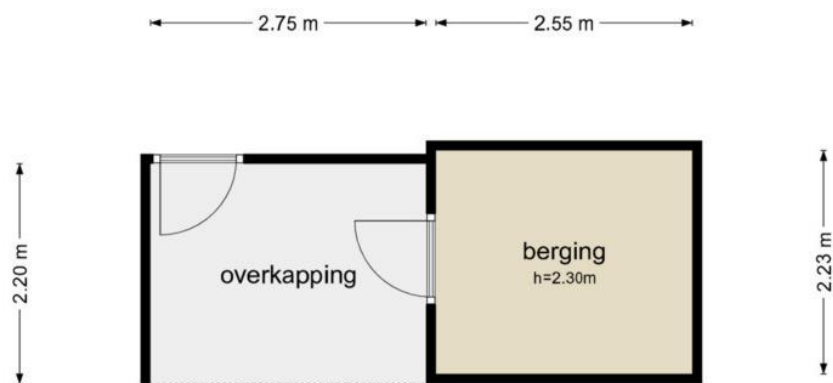 2.75 m
2.55 m
2.20 m
overkapping
berging
h=2.30m
2.23 m